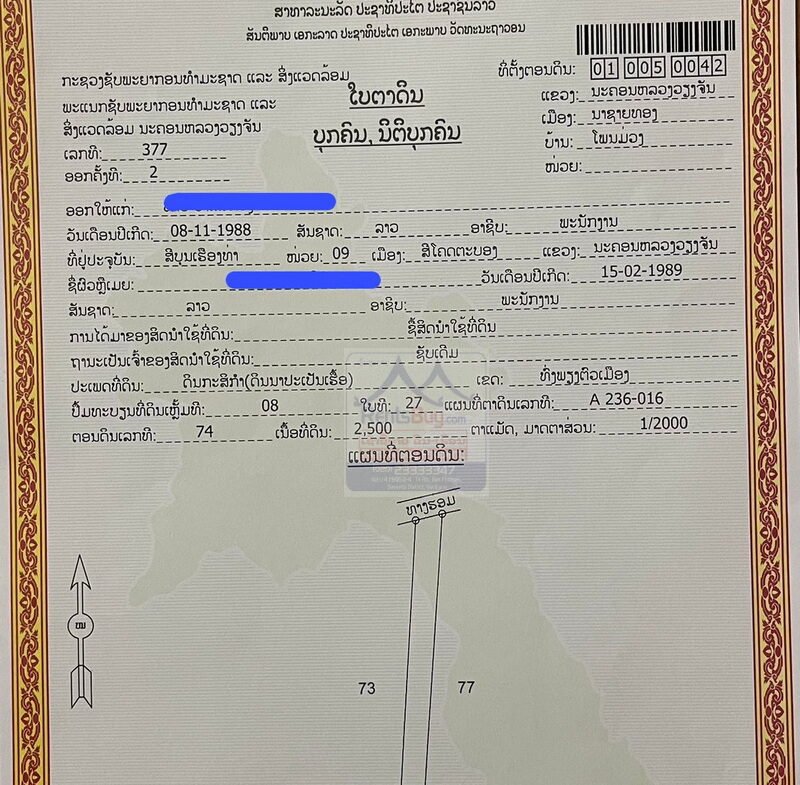 ສາທາລະນະລັດ ປະຊາທິປະໄຕ ປະຊາຊົນລາວ
ສັນຕິພາບ ເອກະລາດ ປະຊາທິປະໄຕ ເອກະພາບ ວັດທະນະຖາວອນ
ກະຊວງຊັບພະຍາກອນທຳມະຊາດ ແລະ ສິ່ງແວດລ້ອມ
ທີ່ຕັ້ງຕອນດິນ: 01 005 0042
ພະແນກຊັບພະຍາກອນທຳມະຊາດ ແລະ
ໃບຕາດິນ
ແຂວງ: ນະຄອນຫລວງວຽງຈັນ
ສິ່ງແວດລ້ອມ ນະຄອນຫລວງວຽງຈັນ
ບຸກຄົນ, ນິຕິບຸກຄົນ
ເມືອງ: ນາຊາຍທອງ
ເລກທີ: 377
ບ້ານ: ໂພນມ່ວງ
ອອກຄັ້ງທີ: 2
ໜ່ວຍ:
ອອກໃຫ້ແກ່:
ວັນເດືອນປີເກີດ: 08-11-1988 ສັນຊາດ: ລາວ ອາຊີບ: ພະນັກງານ
ທີ່ຢູ່ປະຈຸບັນ: ສີບຸນເຮືອງທ່າ ໜ່ວຍ: 09 ເມືອງ: ສີໂຄດຕະບອງ ແຂວງ: ນະຄອນຫລວງວຽງຈັນ
ຊື່ຜົວຫຼືເມຍ: ວັນເດືອນປີເກີດ: 15-02-1989
ສັນຊາດ: ລາວ ອາຊີບ: ພະນັກງານ
ການໄດ້ມາຂອງສິດນຳໃຊ້ທີ່ດິນ: ຊື້ສິດນຳໃຊ້ທີ່ດິນ
ຖານະເປັນເຈົ້າຂອງສິດນຳໃຊ້ທີ່ດິນ: ຊັບເດີມ
ປະເພດທີ່ດິນ: ດິນກະສິກຳ(ດິນນາປະເປັນເຮື້ອ) ເຂດ: ທົ່ງພຽງຕົວເມືອງ
ປຶ້ມທະບຽນທີ່ດິນເຫຼັ້ມທີ: 08 ໃບທີ: 27 ແຜນທີ່ຕາດິນເລກທີ: A 236-016
ຕອນດິນເລກທີ: 74 ເນື້ອທີ່ດິນ: 2,500 ຕາແມັດ, ມາດຕາສ່ວນ: 1/2000
ແຜນທີ່ຕອນດິນ:
RentsBuy.com
ທາງຮອມ
ໜ
73
77